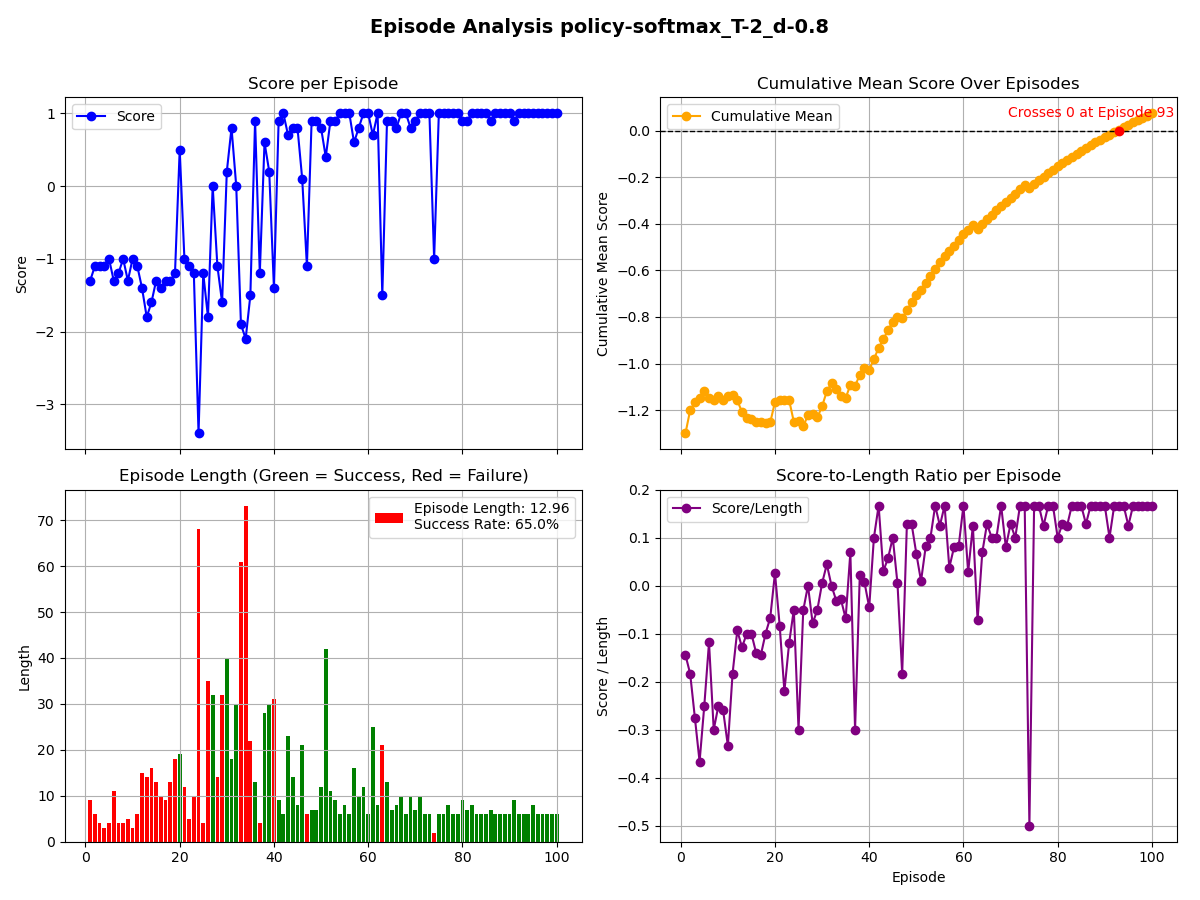 Episode Analysis policy-softmax_T-2_d-0.8
Score per Episode
Score
1
0
−1
−2
−3
Score
Cumulative Mean Score Over Episodes
Cumulative Mean
Crosses 0 at Episode 93
0.0
−0.2
−0.4
−0.6
−0.8
−1.0
−1.2
Cumulative Mean Score
Episode Length (Green = Success, Red = Failure)
Episode Length: 12.96
Success Rate: 65.0%
70
60
50
40
30
20
10
0
Length
0 20 40 60 80 100
Score-to-Length Ratio per Episode
Score/Length
0.2
0.1
0.0
−0.1
−0.2
−0.3
−0.4
−0.5
Score / Length
0 20 40 60 80 100
Episode